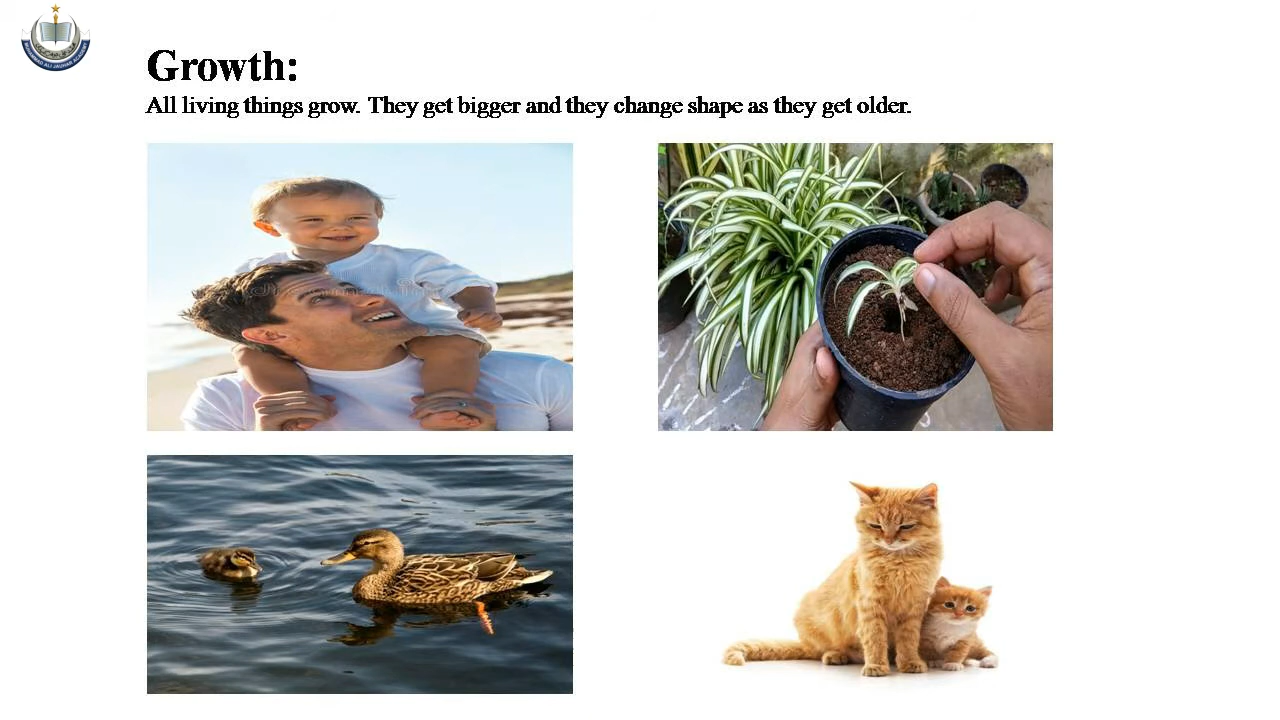 Growth:
All living things grow. They get bigger and they change shape as they get older.